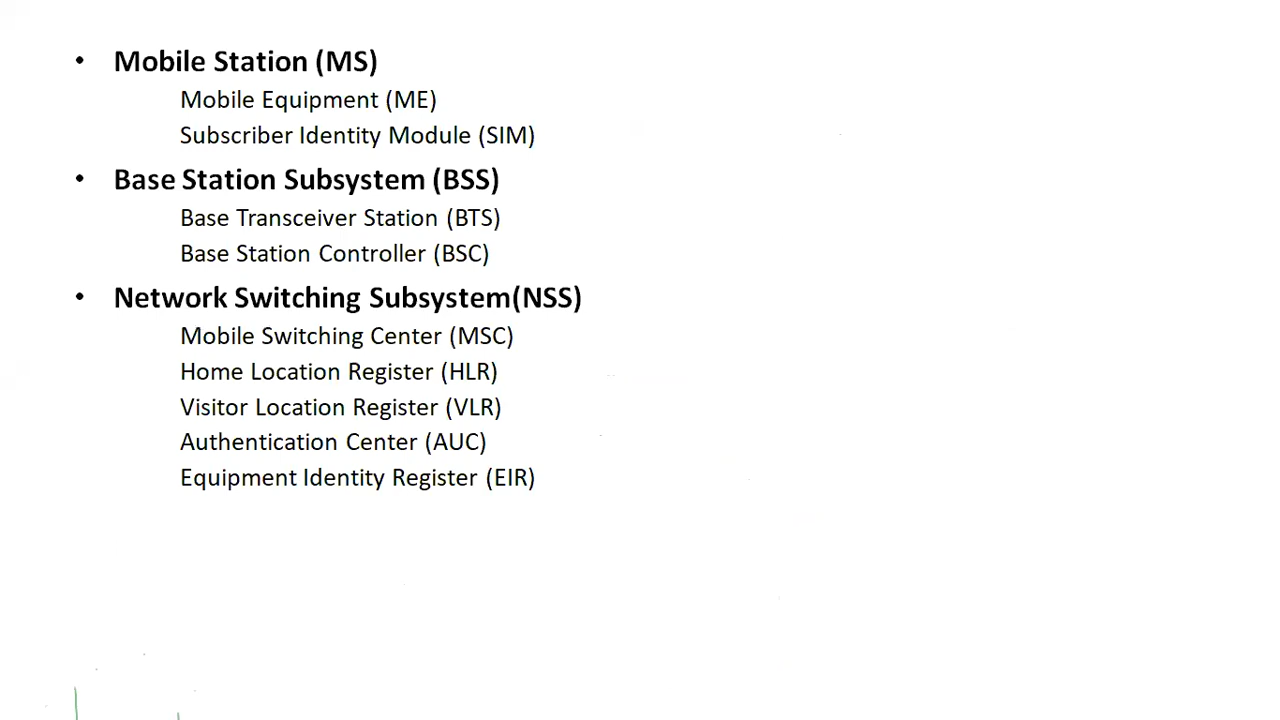 • Mobile Station (MS)
Mobile Equipment (ME)
Subscriber Identity Module (SIM)
• Base Station Subsystem (BSS)
Base Transceiver Station (BTS)
Base Station Controller (BSC)
• Network Switching Subsystem(NSS)
Mobile Switching Center (MSC)
Home Location Register (HLR)
Visitor Location Register (VLR)
Authentication Center (AUC)
Equipment Identity Register (EIR)